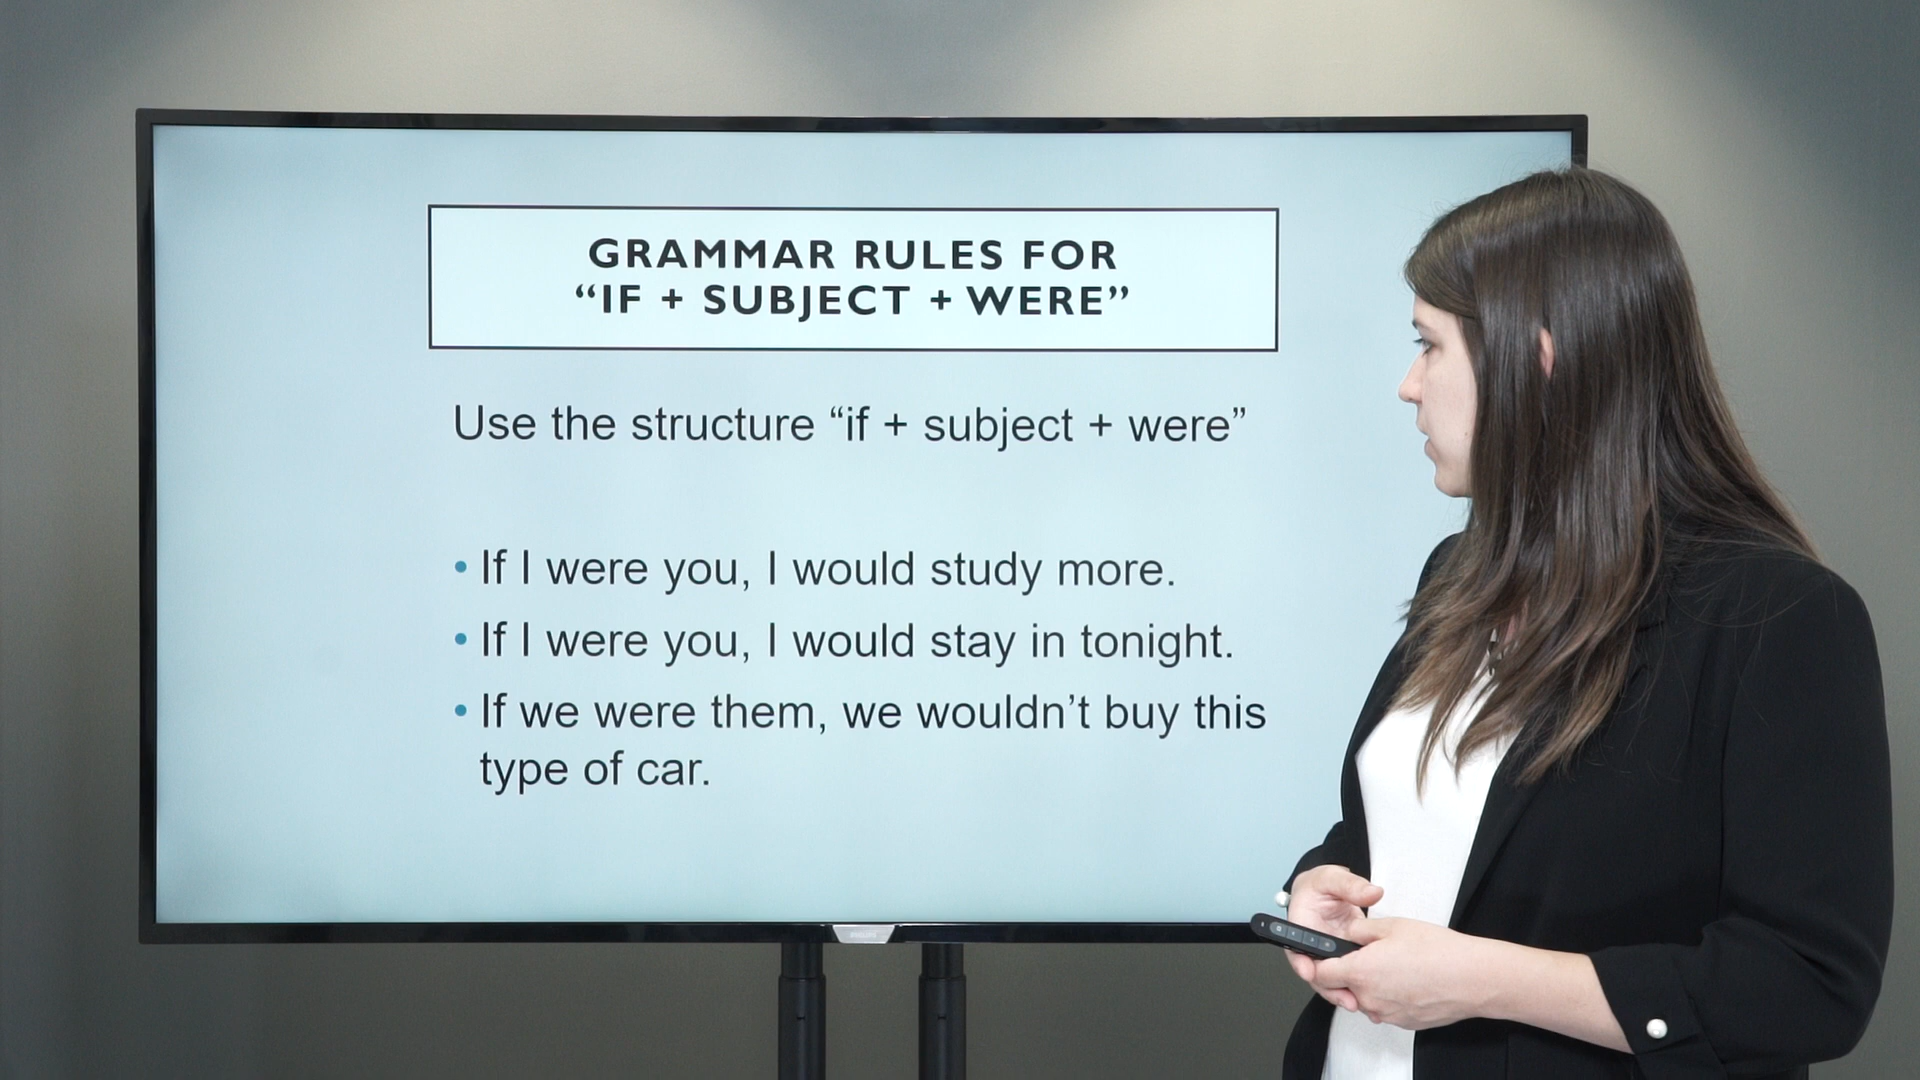 GRAMMAR RULES FOR
“IF + SUBJECT + WERE”
Use the structure “if + subject + were”
• If I were you, I would study more.
• If I were you, I would stay in tonight.
• If we were them, we wouldn’t buy this
type of car.
PHILIPS